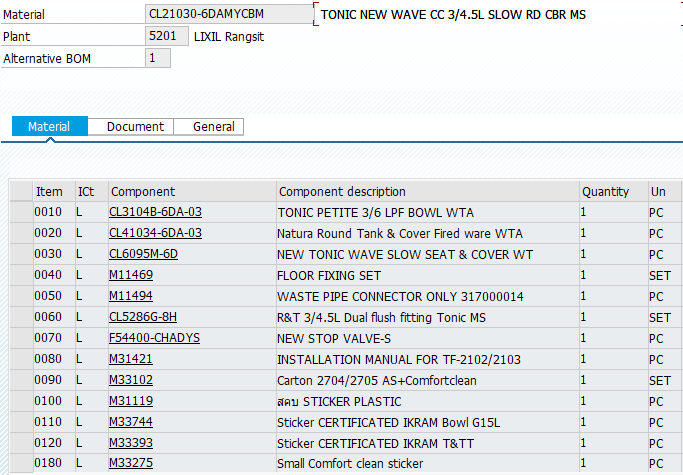 Material CL21030-6DAMYCBM TONIC NEW WAVE CC 3/4.5L SLOW RD CBR MS
Plant 5201 LIXIL Rangsit
Alternative BOM 1
Material Document General
Item ICt Component Component description Quantity Un
0010 L CL3104B-6DA-03 TONIC PETITE 3/6 LPF BOWL WTA 1 PC
0020 L CL41034-6DA-03 Natura Round Tank & Cover Fired ware WTA 1 PC
0030 L CL6095M-6D NEW TONIC WAVE SLOW SEAT & COVER WT 1 PC
0040 L M11469 FLOOR FIXING SET 1 SET
0050 L M11494 WASTE PIPE CONNECTOR ONLY 317000014 1 PC
0060 L CL5286G-8H R&T 3/4.5L Dual flush fitting Tonic MS 1 SET
0070 L F54400-CHADYS NEW STOP VALVE-S 1 PC
0080 L M31421 INSTALLATION MANUAL FOR TF-2102/2103 1 PC
0090 L M33102 Carton 2704/2705 AS+Comfortclean 1 SET
0100 L M31119 สคบ STICKER PLASTIC 1 PC
0110 L M33744 Sticker CERTIFICATED IKRAM Bowl G15L 1 PC
0120 L M33393 Sticker CERTIFICATED IKRAM T&TT 1 PC
0180 L M33275 Small Comfort clean sticker 1 PC